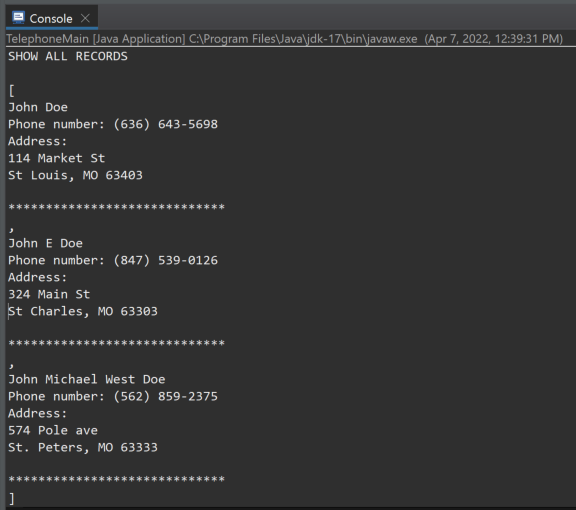 Console
TelephoneMain [Java Application] C:\Program Files\Java\jdk-17\bin\javaw.exe (Apr 7, 2022, 12:39:31 PM)
SHOW ALL RECORDS
[
John Doe
Phone number: (636) 643-5698
Address:
114 Market St
St Louis, MO 63403
*****************************
,
John E Doe
Phone number: (847) 539-0126
Address:
324 Main St
St Charles, MO 63303
*****************************
,
John Michael West Doe
Phone number: (562) 859-2375
Address:
574 Pole ave
St. Peters, MO 63333
*****************************
]